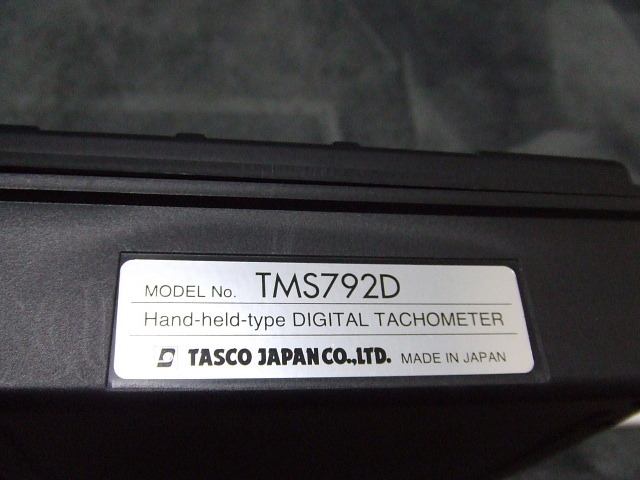 MODEL No. TMS792D
Hand-held-type DIGITAL TACHOMETER
TASCO JAPAN CO.,LTD. MADE IN JAPAN